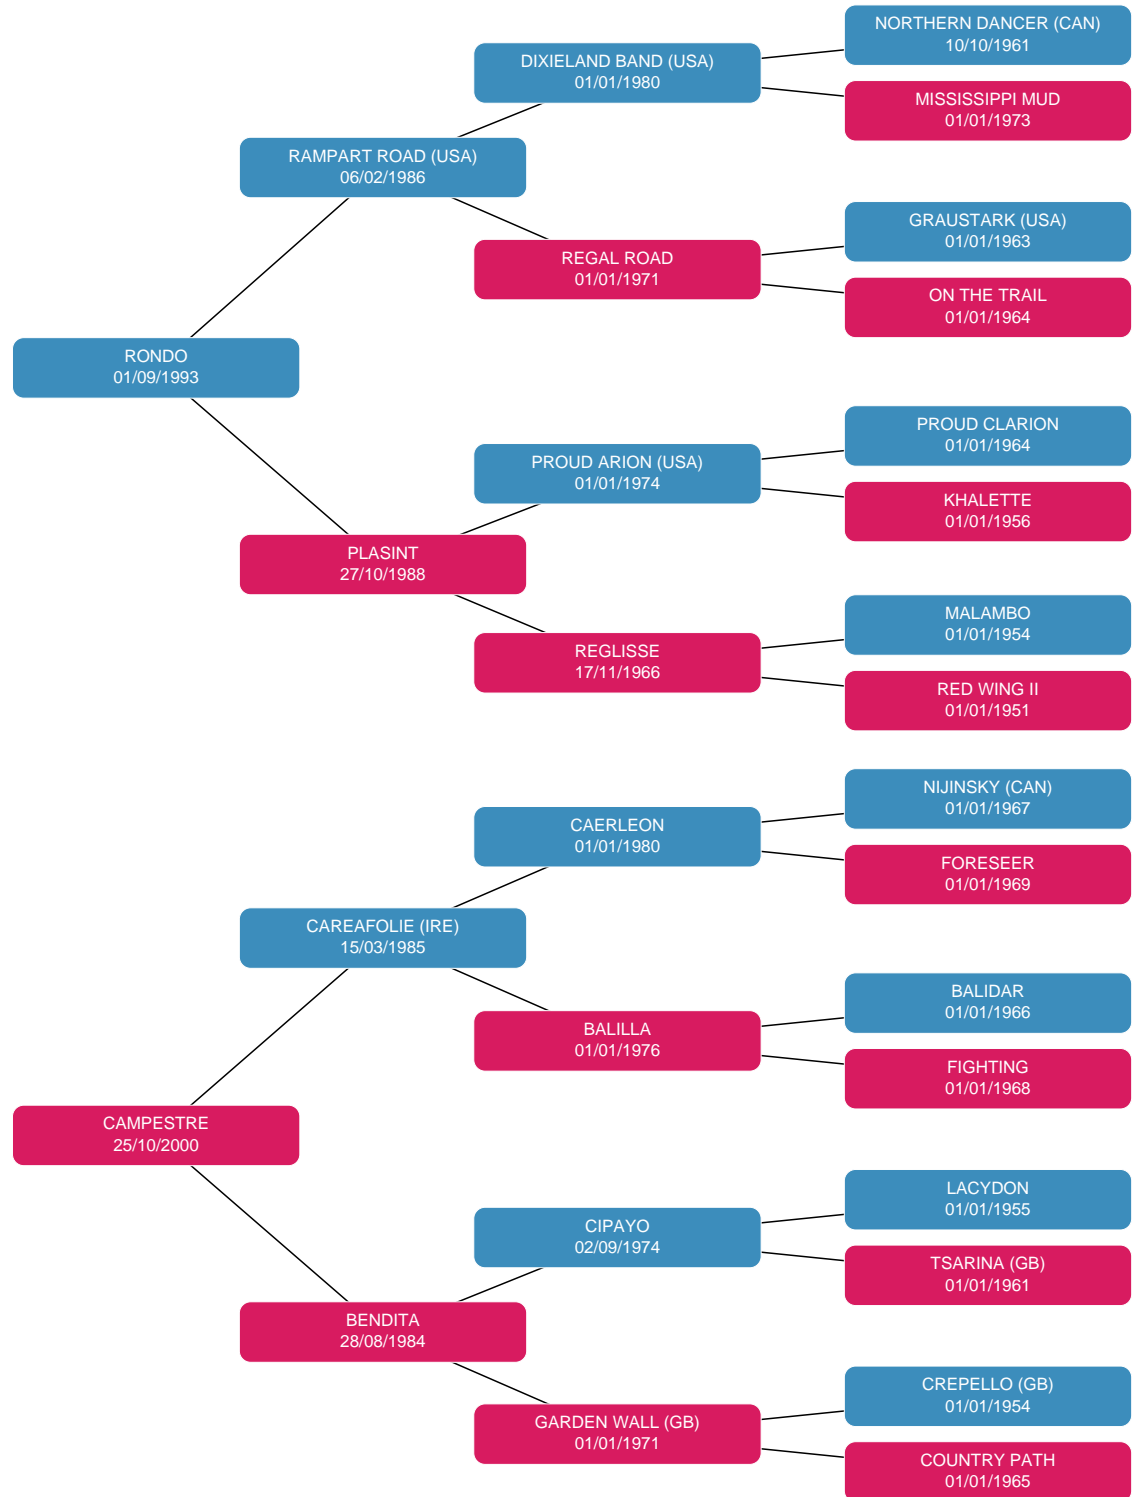 NORTHERN DANCER (CAN)
10/10/1961
DIXIELAND BAND (USA)
01/01/1980
MISSISSIPPI MUD
01/01/1973
RAMPART ROAD (USA)
06/02/1986
GRAUSTARK (USA)
01/01/1963
REGAL ROAD
01/01/1971
ON THE TRAIL
01/01/1964
RONDO
01/09/1993
PROUD CLARION
01/01/1964
PROUD ARION (USA)
01/01/1974
KHALETTE
01/01/1956
PLASINT
27/10/1988
MALAMBO
01/01/1954
REGLISSE
17/11/1966
RED WING II
01/01/1951
NIJINSKY (CAN)
01/01/1967
CAERLEON
01/01/1980
FORESEER
01/01/1969
CAREAFOLIE (IRE)
15/03/1985
BALIDAR
01/01/1966
BALILLA
01/01/1976
FIGHTING
01/01/1968
CAMPESTRE
25/10/2000
LACYDON
01/01/1955
CIPAYO
02/09/1974
TSARINA (GB)
01/01/1961
BENDITA
28/08/1984
CREPELLO (GB)
01/01/1954
GARDEN WALL (GB)
01/01/1971
COUNTRY PATH
01/01/1965